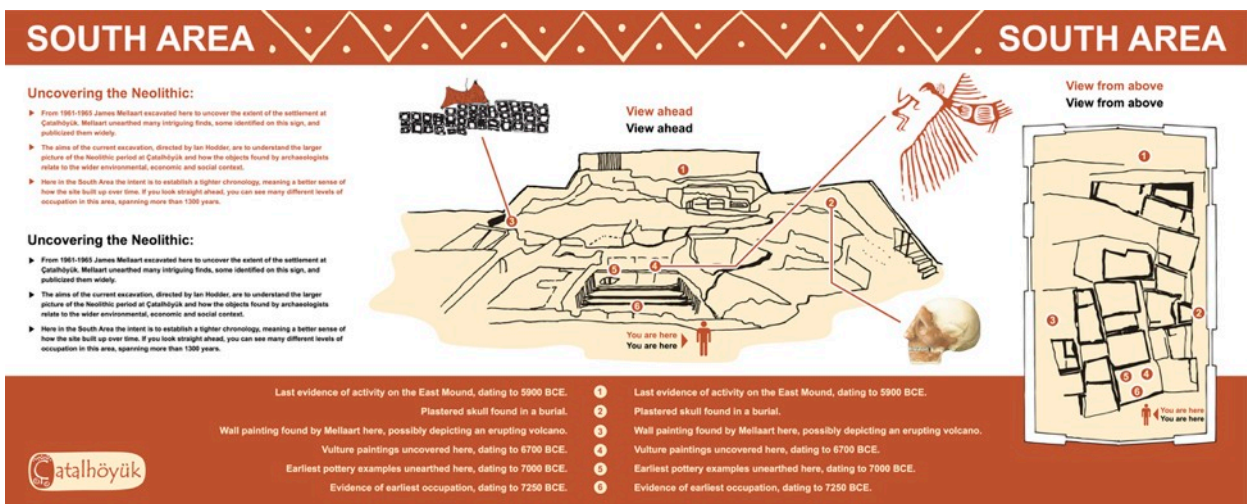 SOUTH AREA
SOUTH AREA
Uncovering the Neolithic:
From 1961-1965 James Mellaart excavated here to uncover the extent of the settlement at
Çatalhöyük. Mellaart unearthed many intriguing finds, some identified on this sign, and
publicized them widely.
The aims of the current excavation, directed by Ian Hodder, are to understand the larger
picture of the Neolithic period at Çatalhöyük and how the objects found by archaeologists
relate to the wider environmental, economic and social context.
Here in the South Area the intent is to establish a tighter chronology, meaning a better sense of
how the site built up over time. If you look straight ahead, you can see many different levels of
occupation in this area, spanning more than 1300 years.
Uncovering the Neolithic:
From 1961-1965 James Mellaart excavated here to uncover the extent of the settlement at
Çatalhöyük. Mellaart unearthed many intriguing finds, some identified on this sign, and
publicized them widely.
The aims of the current excavation, directed by Ian Hodder, are to understand the larger
picture of the Neolithic period at Çatalhöyük and how the objects found by archaeologists
relate to the wider environmental, economic and social context.
Here in the South Area the intent is to establish a tighter chronology, meaning a better sense of
how the site built up over time. If you look straight ahead, you can see many different levels of
occupation in this area, spanning more than 1300 years.
View ahead
View ahead
1
2
3
4
5
6
You are here
You are here
View from above
View from above
1
2
3
4
5
6
You are here
You are here
Last evidence of activity on the East Mound, dating to 5900 BCE. 1 Last evidence of activity on the East Mound, dating to 5900 BCE.
Plastered skull found in a burial. 2 Plastered skull found in a burial.
Wall painting found by Mellaart here, possibly depicting an erupting volcano. 3 Wall painting found by Mellaart here, possibly depicting an erupting volcano.
Vulture paintings uncovered here, dating to 6700 BCE. 4 Vulture paintings uncovered here, dating to 6700 BCE.
Earliest pottery examples unearthed here, dating to 7000 BCE. 5 Earliest pottery examples unearthed here, dating to 7000 BCE.
Evidence of earliest occupation, dating to 7250 BCE. 6 Evidence of earliest occupation, dating to 7250 BCE.
Çatalhöyük